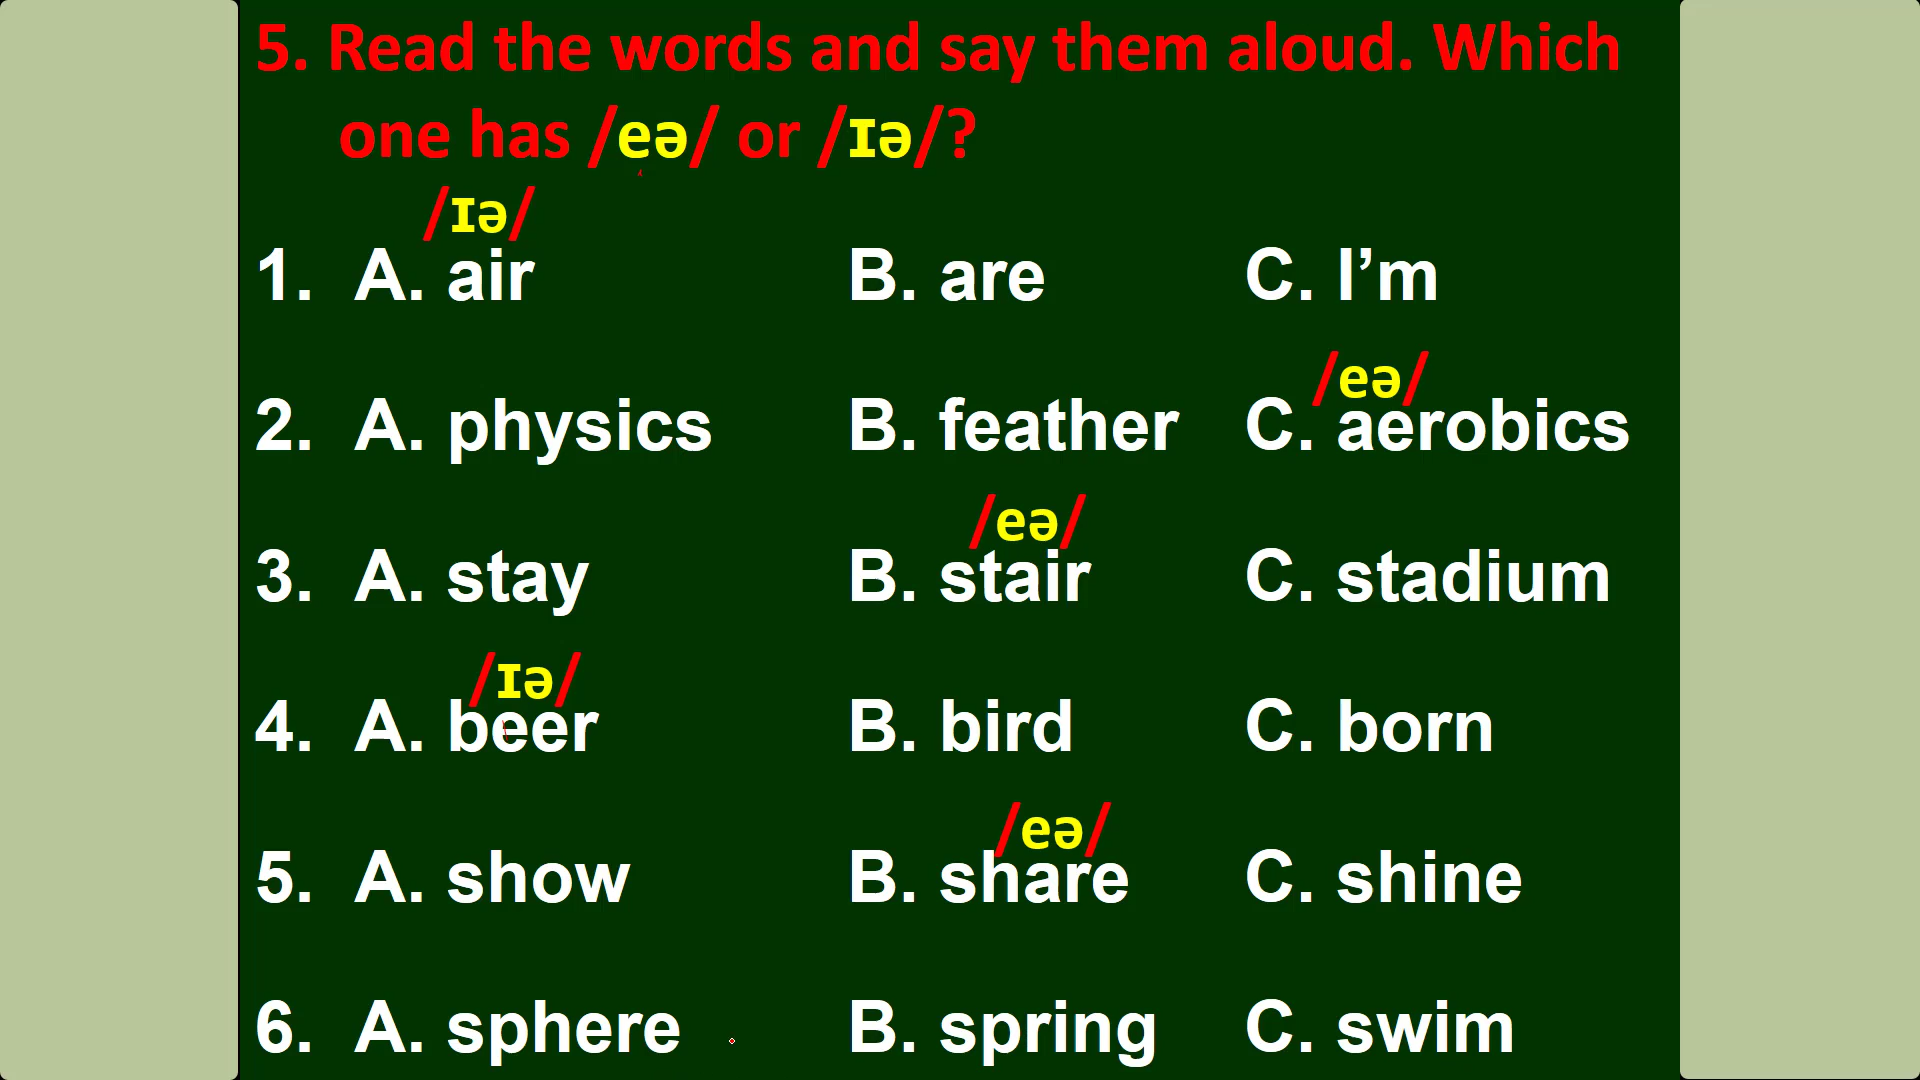 5. Read the words and say them aloud. Which
one has /eə/ or /ɪə/?
/ɪə/
1. A. air B. are C. I’m
/eə/
2. A. physics B. feather C. aerobics
/eə/
3. A. stay B. stair C. stadium
/ɪə/
4. A. beer B. bird C. born
/eə/
5. A. show B. share C. shine
6. A. sphere B. spring C. swim